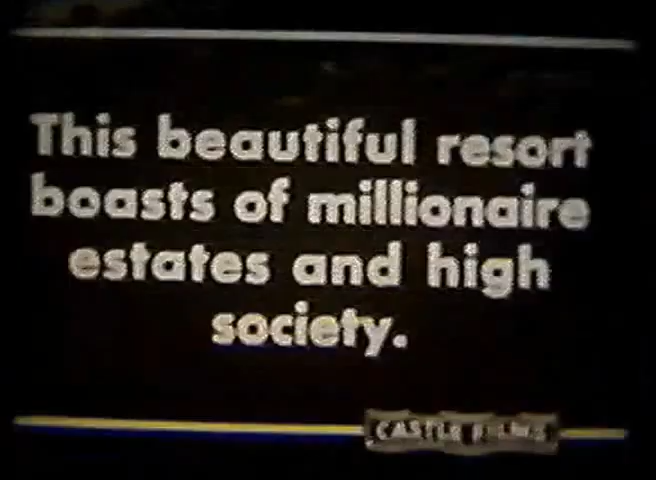 This beautiful resort
boasts of millionaire
estates and high
society.
CASTLE FILMS